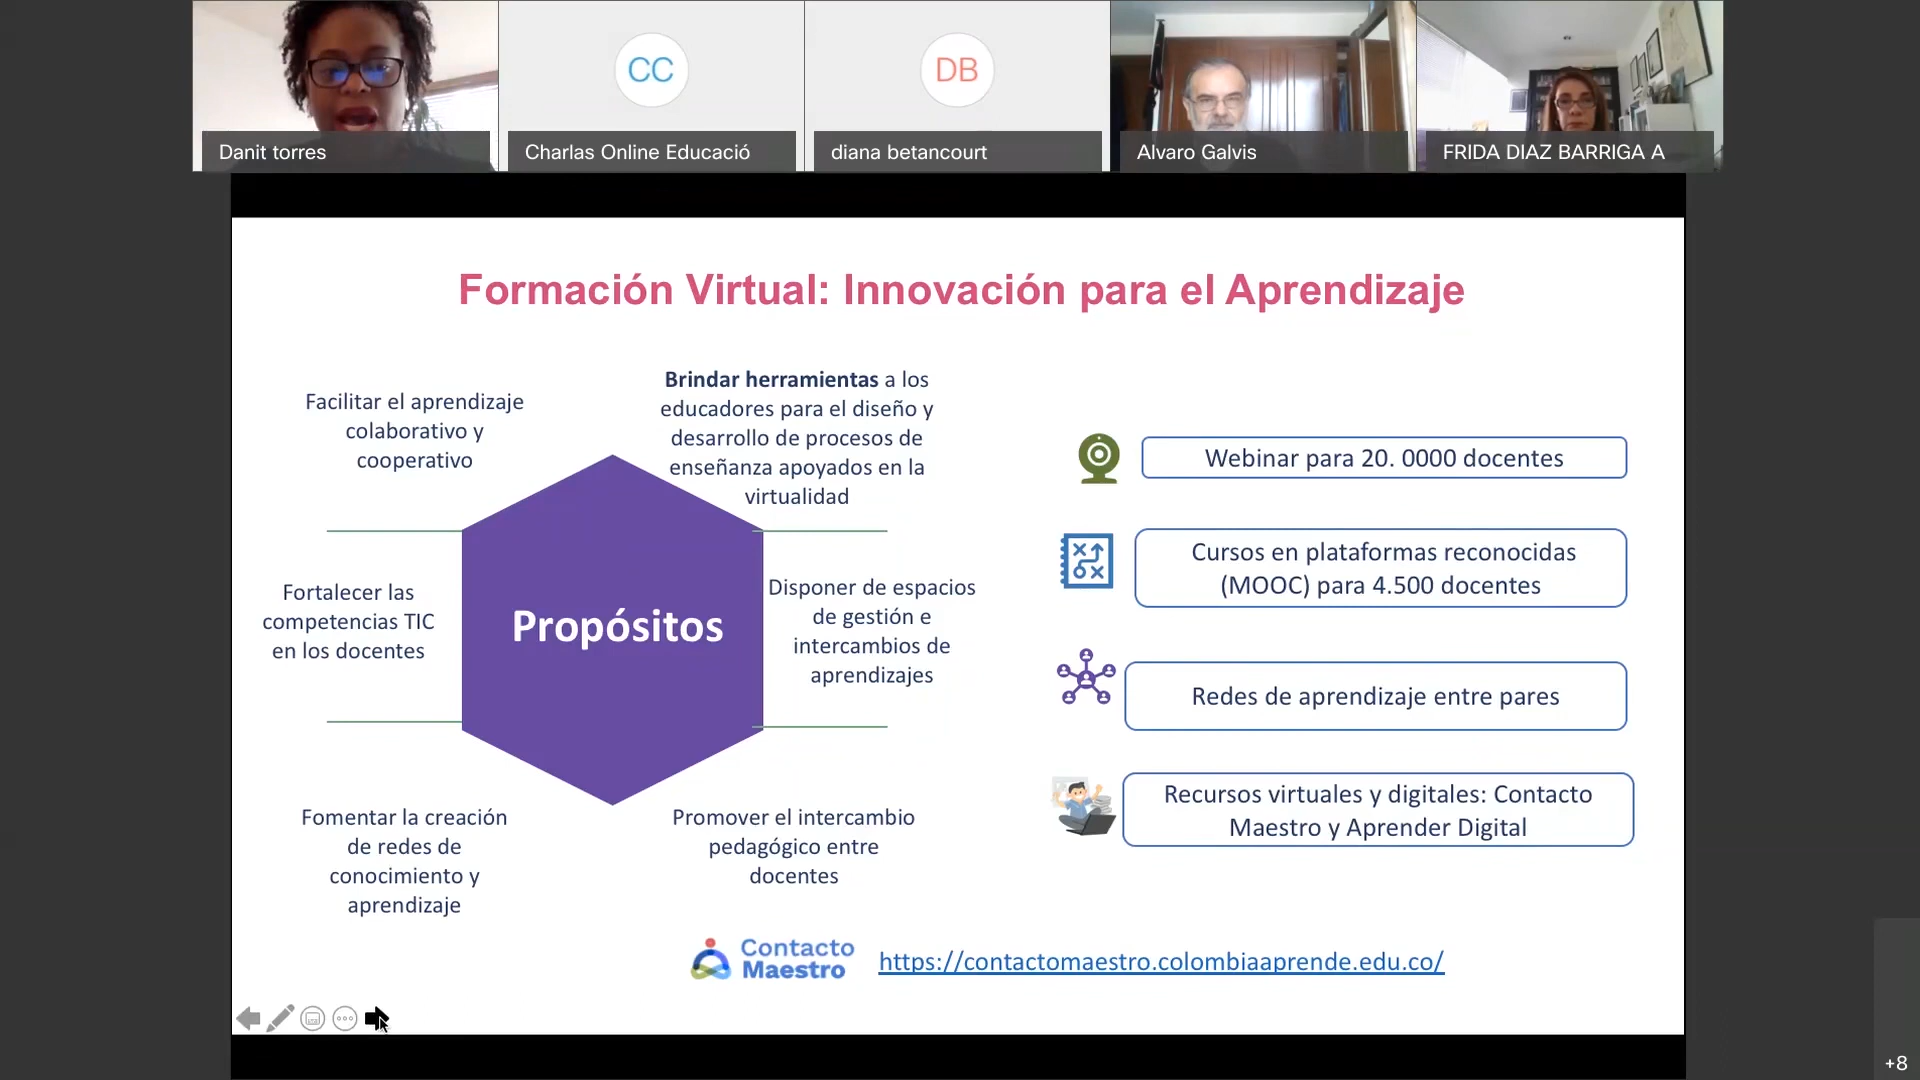 CC
DB
Danit torres
Charlas Online Educació
diana betancourt
Alvaro Galvis
FRIDA DIAZ BARRIGA A
Formación Virtual: Innovación para el Aprendizaje
Facilitar el aprendizaje
colaborativo y
cooperativo
Brindar herramientas a los
educadores para el diseño y
desarrollo de procesos de
enseñanza apoyados en la
virtualidad
Fortalecer las
competencias TIC
en los docentes
Propósitos
Disponer de espacios
de gestión e
intercambios de
aprendizajes
Fomentar la creación
de redes de
conocimiento y
aprendizaje
Promover el intercambio
pedagógico entre
docentes
Webinar para 20. 0000 docentes
Cursos en plataformas reconocidas
(MOOC) para 4.500 docentes
Redes de aprendizaje entre pares
Recursos virtuales y digitales: Contacto
Maestro y Aprender Digital
Contacto
Maestro
https://contactomaestro.colombiaaprende.edu.co/
+8